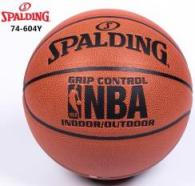 SPALDING
74-604Y
SPALDING
GRIP CONTROL
NBA
INDOOR/OUTDOOR